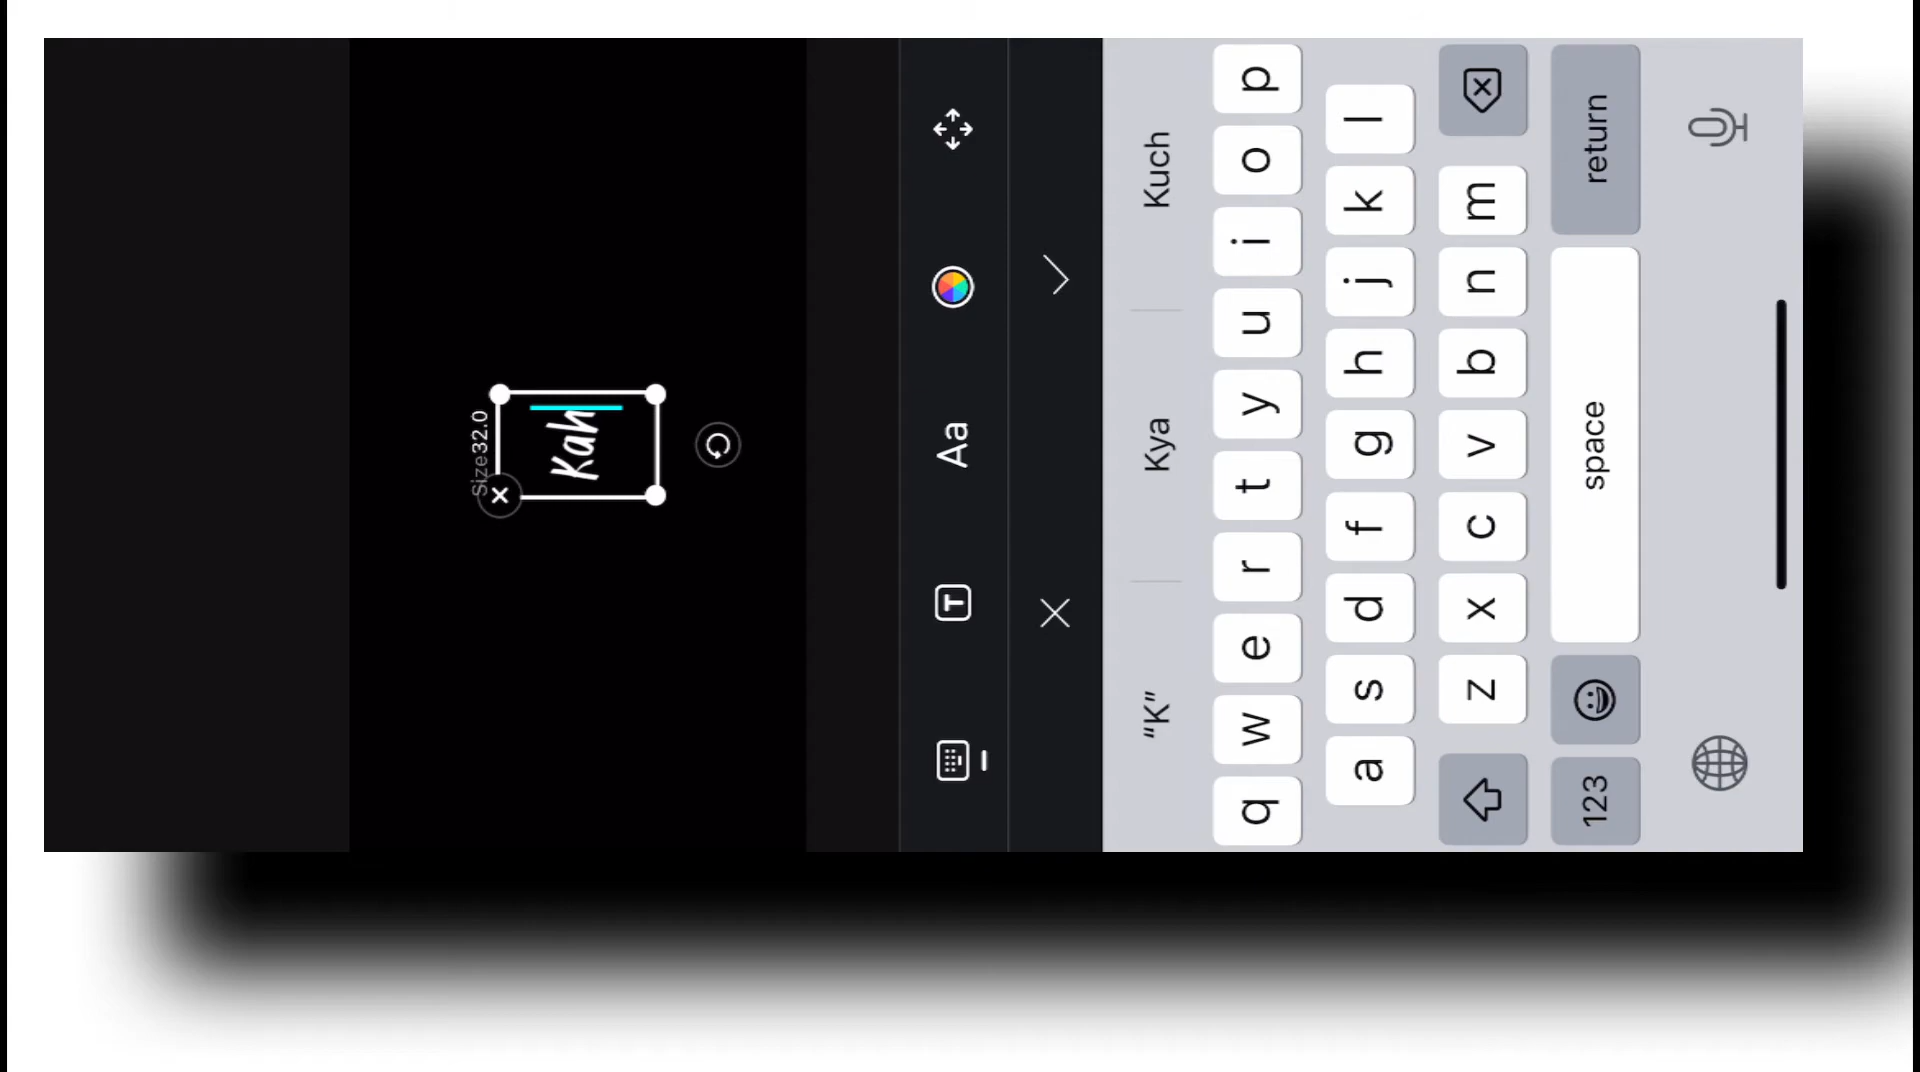 Size32.0
Kah
Aa
T
"K" Kya Kuch
q w e r t y u i o p
a s d f g h j k l
z x c v b n m
123 space return